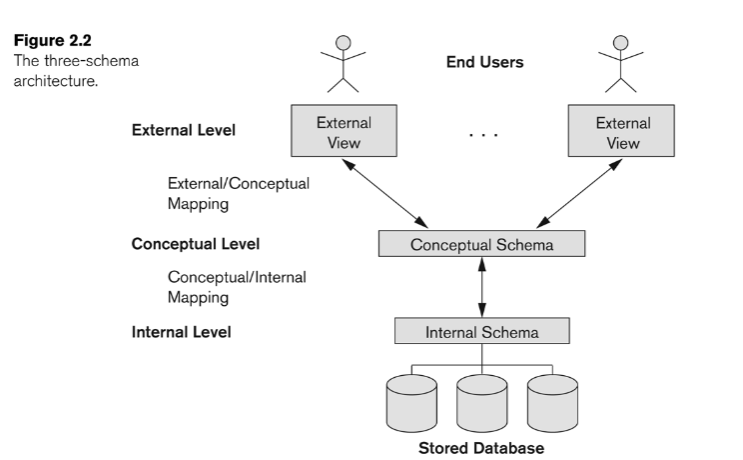 Figure 2.2
The three-schema
architecture.
End Users
External Level
External
View
. . .
External
View
External/Conceptual
Mapping
Conceptual Level
Conceptual Schema
Conceptual/Internal
Mapping
Internal Level
Internal Schema
Stored Database